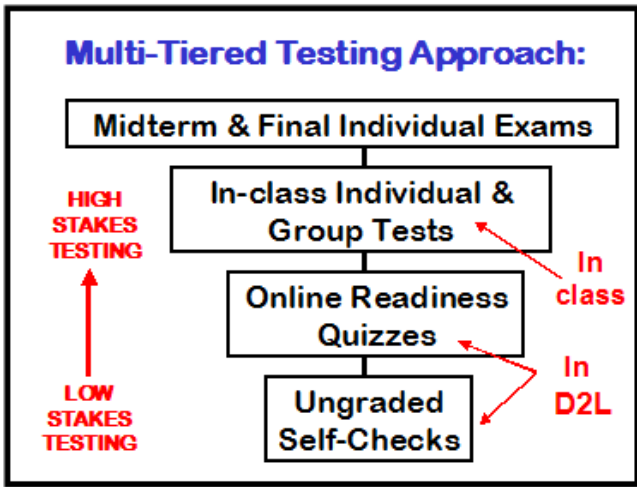 Multi-Tiered Testing Approach:
Midterm & Final Individual Exams
In-class Individual &
Group Tests
Online Readiness
Quizzes
Ungraded
Self-Checks
HIGH
STAKES
TESTING
LOW
STAKES
TESTING
In
class
In
D2L